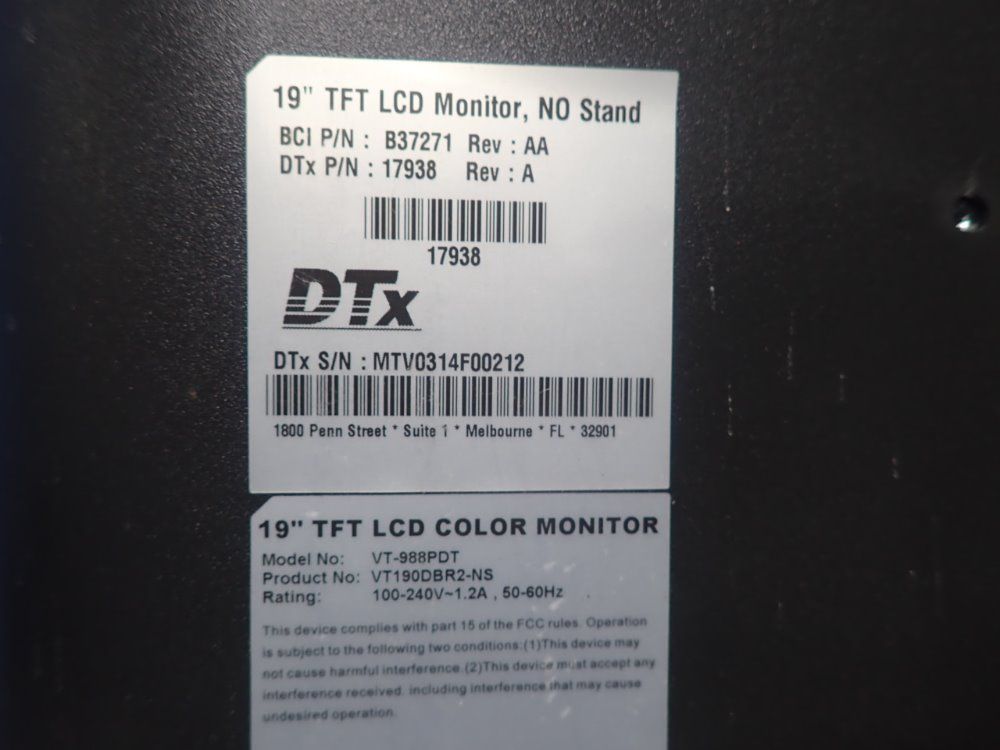 19" TFT LCD Monitor, NO Stand
BCI P/N : B37271 Rev : AA
DTx P/N : 17938 Rev : A
17938
DTx
DTx S/N : MTV0314F00212
1800 Penn Street * Suite 1 * Melbourne * FL * 32901
19" TFT LCD COLOR MONITOR
Model No: VT-988PDT
Product No: VT190DBR2-NS
Rating: 100-240V~1.2A , 50-60Hz
This device complies with part 15 of the FCC rules. Operation
is subject to the following two conditions:(1)This device may
not cause harmful interference.(2)This device must accept any
interference received. including interference that may cause
undesired operation.